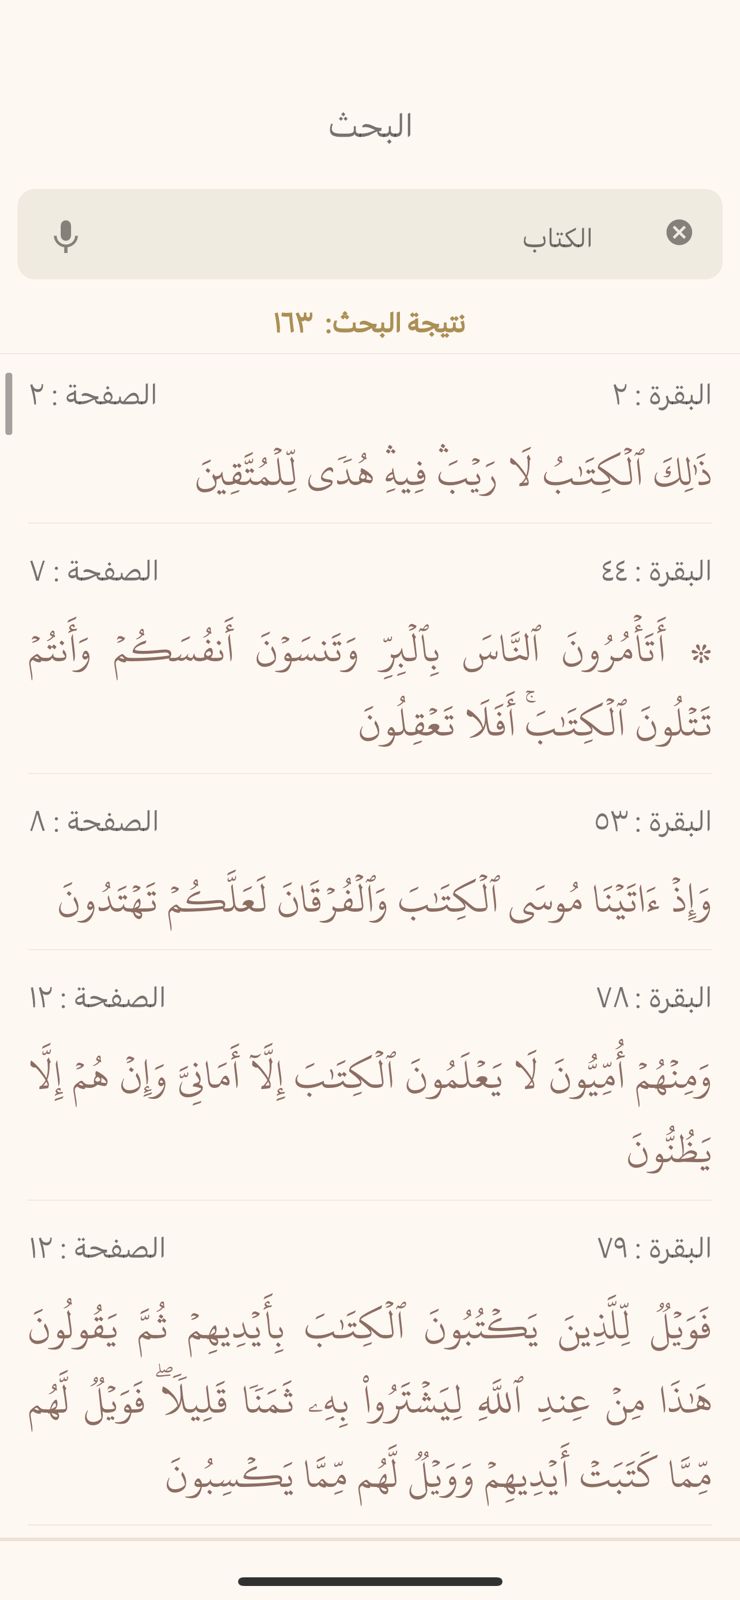 البحث
الكتاب
نتيجة البحث: ١٦٣
البقرة : ٢ الصفحة : ٢
ذَٰلِكَ ٱلۡكِتَٰبُ لَا رَيۡبَۛ فِيهِۛ هُدٗى لِّلۡمُتَّقِينَ
البقرة : ٤٤ الصفحة : ٧
۞ أَتَأۡمُرُونَ ٱلنَّاسَ بِٱلۡبِرِّ وَتَنسَوۡنَ أَنفُسَكُمۡ وَأَنتُمۡ
تَتۡلُونَ ٱلۡكِتَٰبَۚ أَفَلَا تَعۡقِلُونَ
البقرة : ٥٣ الصفحة : ٨
وَإِذۡ ءَاتَيۡنَا مُوسَى ٱلۡكِتَٰبَ وَٱلۡفُرۡقَانَ لَعَلَّكُمۡ تَهۡتَدُونَ
البقرة : ٧٨ الصفحة : ١٢
وَمِنۡهُمۡ أُمِّيُّونَ لَا يَعۡلَمُونَ ٱلۡكِتَٰبَ إِلَّآ أَمَانِيَّ وَإِنۡ هُمۡ إِلَّا
يَظُنُّونَ
البقرة : ٧٩ الصفحة : ١٢
فَوَيۡلٞ لِّلَّذِينَ يَكۡتُبُونَ ٱلۡكِتَٰبَ بِأَيۡدِيهِمۡ ثُمَّ يَقُولُونَ
هَٰذَا مِنۡ عِندِ ٱللَّهِ لِيَشۡتَرُواْ بِهِۦ ثَمَنٗا قَلِيلٗاۖ فَوَيۡلٞ لَّهُم
مِّمَّا كَتَبَتۡ أَيۡدِيهِمۡ وَوَيۡلٞ لَّهُم مِّمَّا يَكۡسِبُونَ